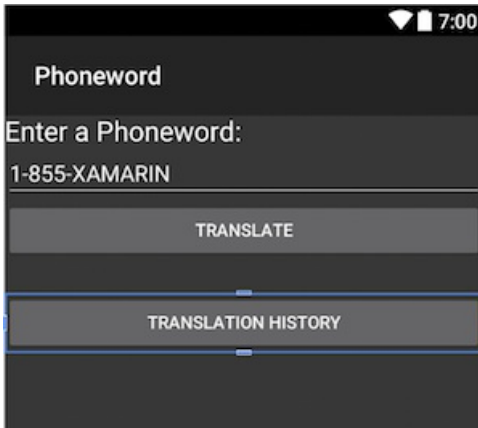 7:00
Phoneword
Enter a Phoneword:
1-855-XAMARIN
TRANSLATE
TRANSLATION HISTORY